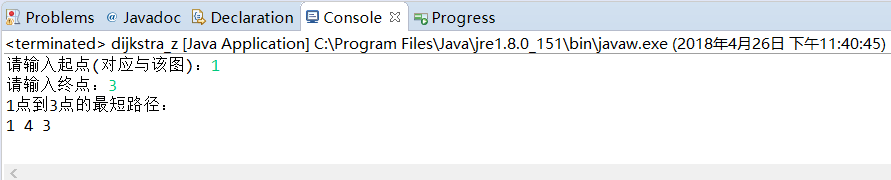 Problems @ Javadoc Declaration Console Progress
<terminated> dijkstra_z [Java Application] C:\Program Files\Java\jre1.8.0_151\bin\javaw.exe (2018年4月26日 下午11:40:45)
请输入起点(对应与该图)：1
请输入终点：3
1点到3点的最短路径：
1 4 3